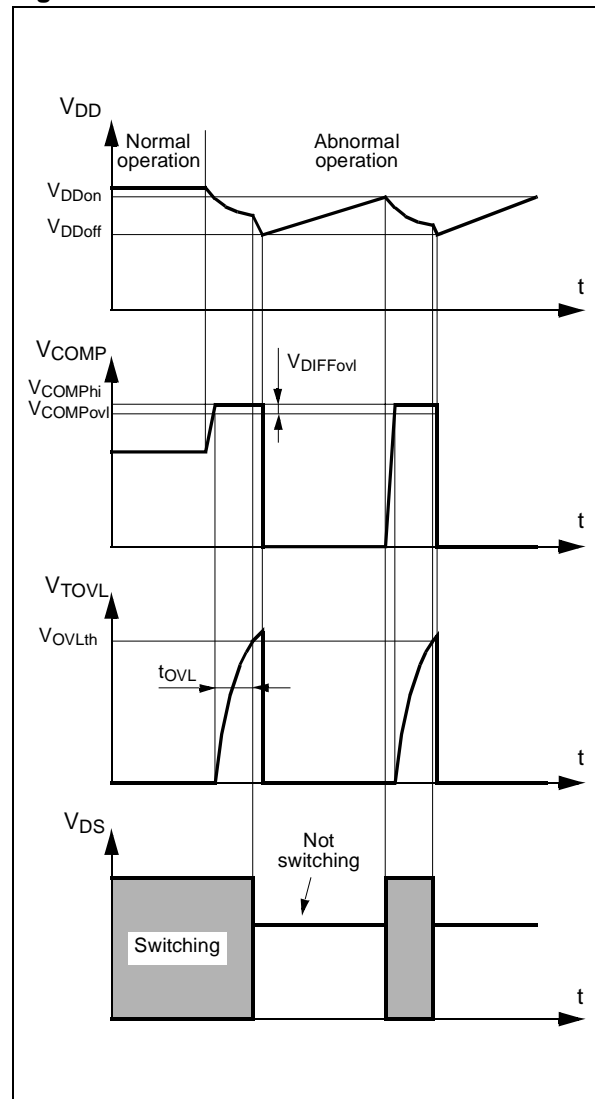 VDD
Normal operation
Abnormal operation
VDDon
VDDoff
t
VCOMP
VDIFFovl
VCOMPhi
VCOMPovl
t
VTOVL
VOVLth
tOVL
t
VDS
Not switching
Switching
t